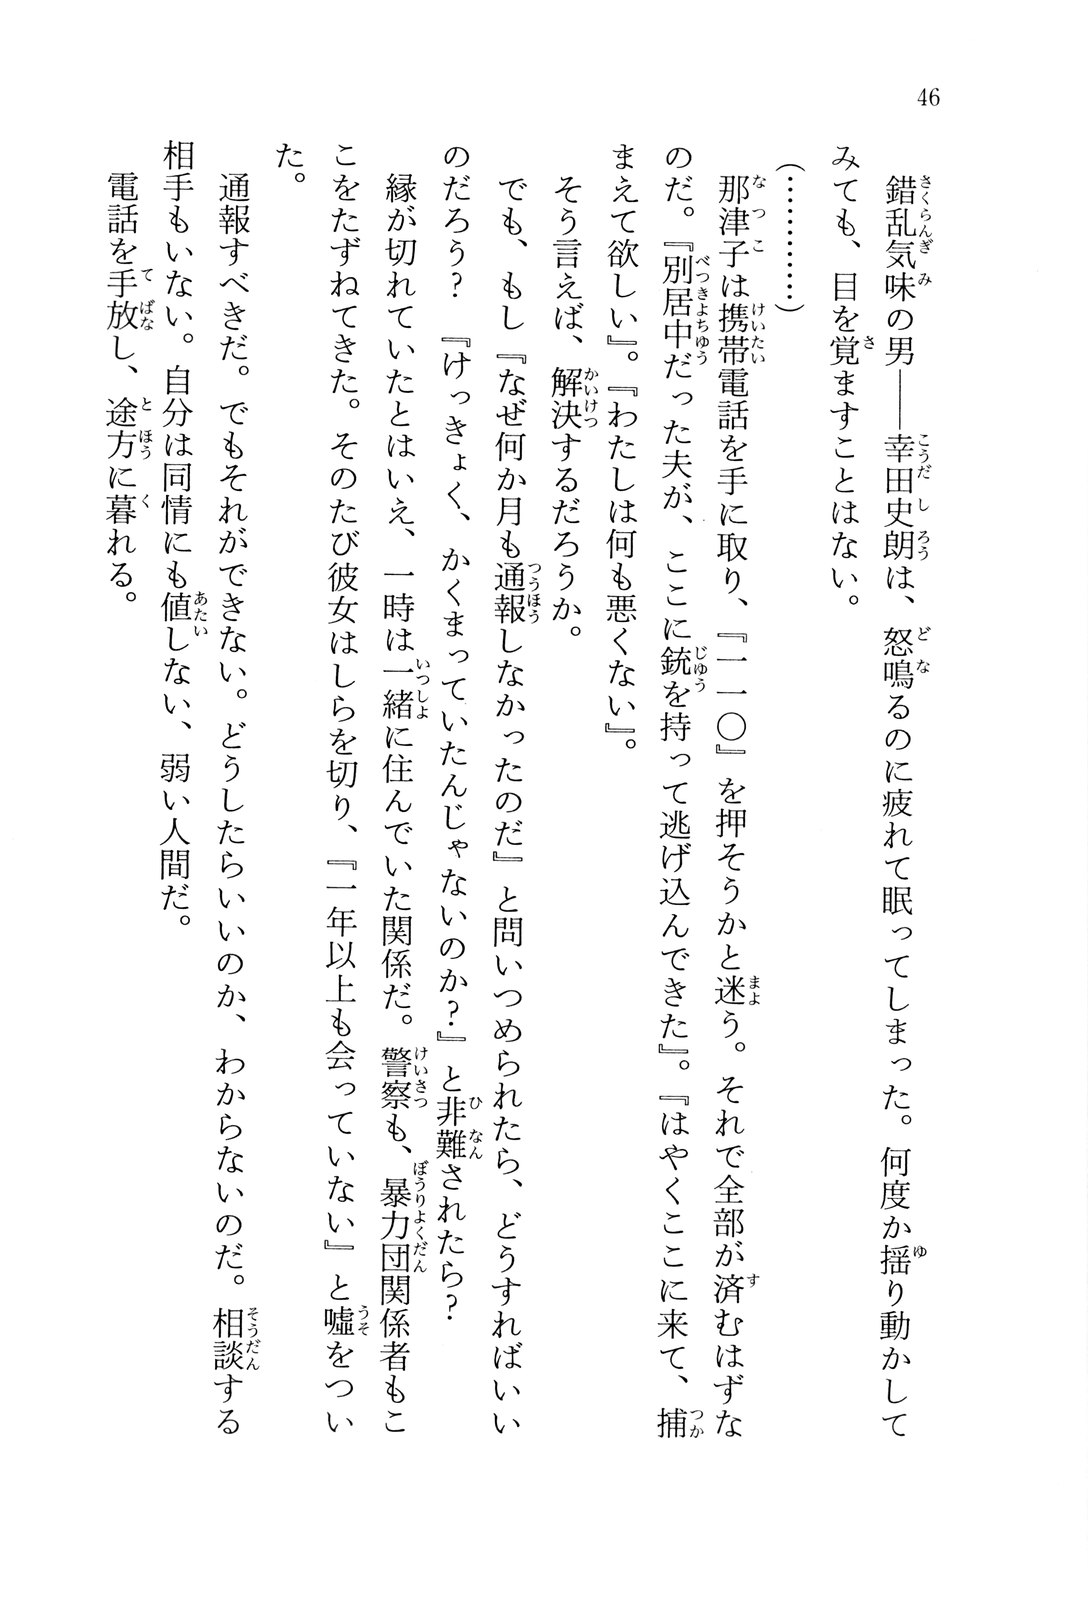 46
錯乱気味の男――幸田史朗は、怒鳴るのに疲れて眠ってしまった。何度か揺り動かして
みても、目を覚ますことはない。
(…………)
那津子は携帯電話を手に取り、『一一〇』を押そうかと迷う。それで全部が済むはずな
のだ。『別居中だった夫が、ここに銃を持って逃げ込んできた』。『はやくここに来て、捕
まえて欲しい』。『わたしは何も悪くない』。
そう言えば、解決するだろうか。
でも、もし『なぜ何か月も通報しなかったのだ』と問いつめられたら、どうすればいい
のだろう？　『けっきょく、かくまっていたんじゃないのか？』と非難されたら？
縁が切れていたとはいえ、一時は一緒に住んでいた関係だ。警察も、暴力団関係者もこ
こをたずねてきた。そのたび彼女はしらを切り、『一年以上も会っていない』と嘘をつい
た。
通報すべきだ。でもそれができない。どうしたらいいのか、わからないのだ。相談する
相手もいない。自分は同情にも値しない、弱い人間だ。
電話を手放し、途方に暮れる。